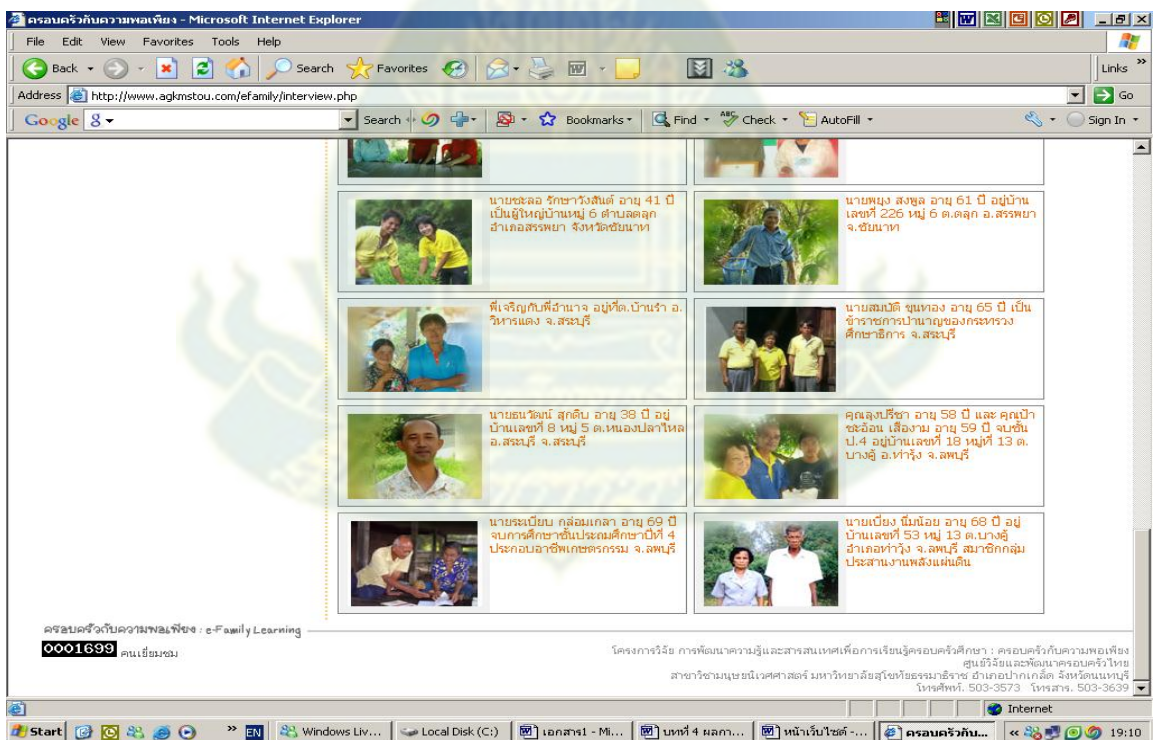 ครอบครัวกับความพอเพียง - Microsoft Internet Explorer
File Edit View Favorites Tools Help
Back Search Favorites Links
Address http://www.agkmstou.com/efamily/interview.php Go
Google Search Bookmarks Find Check AutoFill Sign In
นายชะลอ รักษาวังสันต์ อายุ 41 ปี
เป็นผู้ใหญ่บ้านหมู่ 6 ตำบลตลุก
อำเภอสรรพยา จังหวัดชัยนาท
นายพยุง สงพูล อายุ 61 ปี อยู่บ้าน
เลขที่ 226 หมู่ 6 ต.ตลุก อ.สรรพยา
จ.ชัยนาท
พี่เจริญกับพี่อำนาจ อยู่ที่ต.บ้านรำ อ.
วิหารแดง จ.สระบุรี
นายสมบัติ ขุนทอง อายุ 65 ปี เป็น
ข้าราชการบำนาญของกระทรวง
ศึกษาธิการ จ.สระบุรี
นายธนวัฒน์ สุกดิบ อายุ 38 ปี อยู่
บ้านเลขที่ 8 หมู่ 5 ต.หนองปลาไหล
อ.สระบุรี จ.สระบุรี
คุณลุงปรีชา อายุ 58 ปี และ คุณป้า
ชะอ้อน เสืองาม อายุ 59 ปี จบชั้น
ป.4 อยู่บ้านเลขที่ 18 หมู่ที่ 13 ต.
บางคู้ อ.ท่าวุ้ง จ.ลพบุรี
นายระเบียบ กล่อมเกลา อายุ 69 ปี
จบการศึกษาชั้นประถมศึกษาปีที่ 4
ประกอบอาชีพเกษตรกรรม จ.ลพบุรี
นายเบี่ยง นิ่มน้อย อายุ 68 ปี อยู่
บ้านเลขที่ 53 หมู่ 13 ต.บางคู้
อำเภอท่าวุ้ง จ.ลพบุรี สมาชิกกลุ่ม
ประสานงานพลังแผ่นดิน
ครอบครัวกับความพอเพียง : e-Family Learning
0001699 คนเยี่ยมชม
โครงการวิจัย การพัฒนาความรู้และสารสนเทศเพื่อการเรียนรู้ครอบครัวศึกษา : ครอบครัวกับความพอเพียง
ศูนย์วิจัยและพัฒนาครอบครัวไทย
สาขาวิชามนุษยนิเวศศาสตร์ มหาวิทยาลัยสุโขทัยธรรมาธิราช อำเภอปากเกล็ด จังหวัดนนทบุรี
โทรศัพท์. 503-3573 โทรสาร. 503-3639
Internet
Start EN Windows Liv... Local Disk (C:) เอกสาร1 - Mi... บทที่ 4 ผลกา... หน้าเว็บไซต์ -... ครอบครัวกับ... 19:10